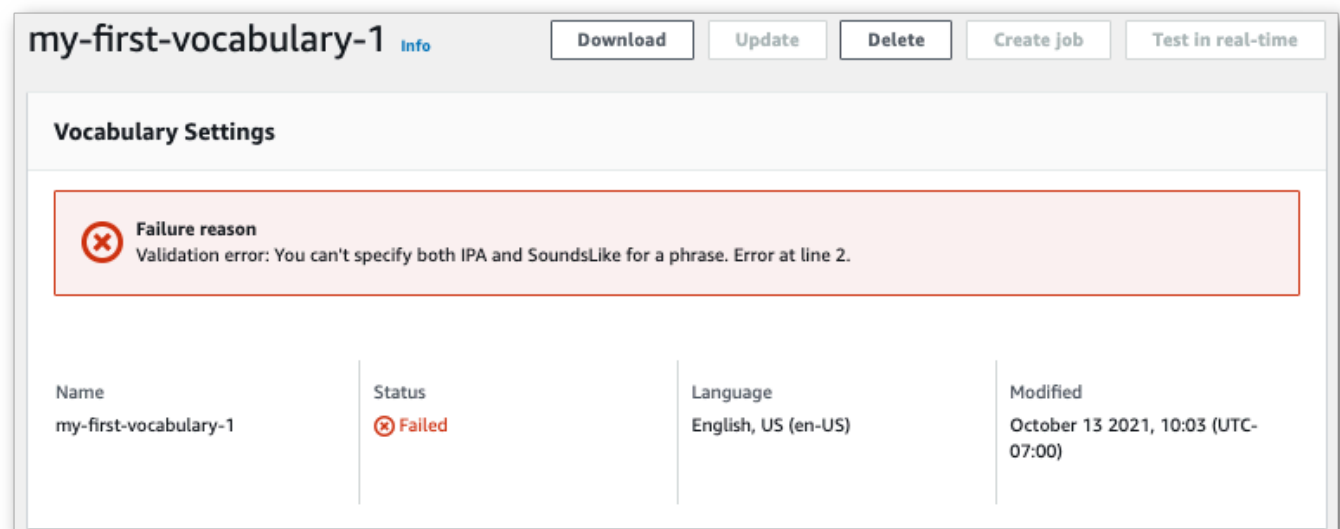 my-first-vocabulary-1 Info Download Update Delete Create job Test in real-time
Vocabulary Settings
Failure reason
Validation error: You can't specify both IPA and SoundsLike for a phrase. Error at line 2.
Name Status Language Modified
my-first-vocabulary-1 Failed English, US (en-US) October 13 2021, 10:03 (UTC-
07:00)